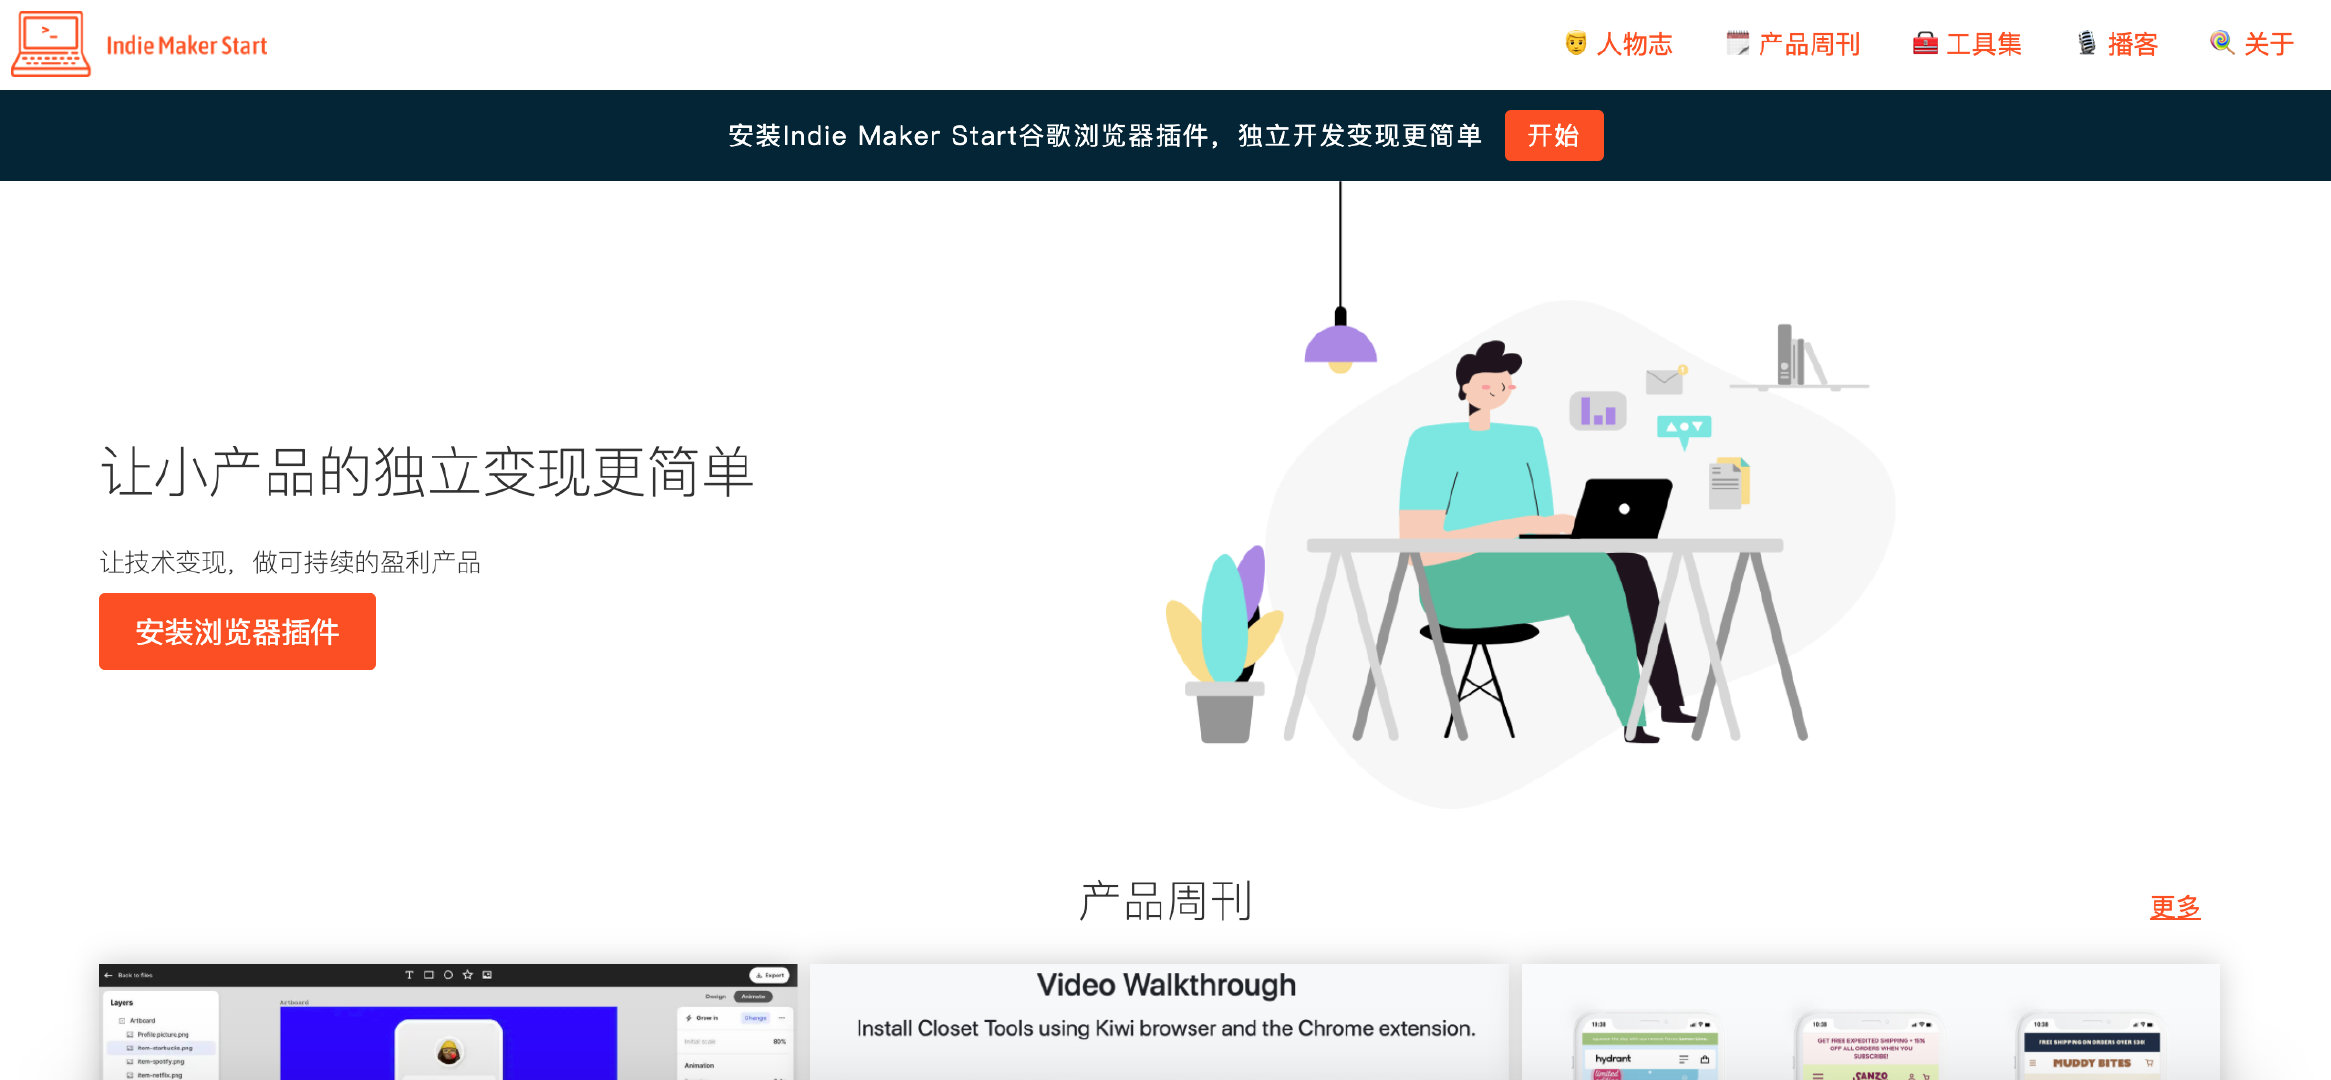 Indie Maker Start
人物志
产品周刊
工具集
播客
关于
安装Indie Maker Start谷歌浏览器插件，独立开发变现更简单
开始
让小产品的独立变现更简单
让技术变现，做可持续的盈利产品
安装浏览器插件
产品周刊
更多
Back to files
Export
Design
Animate
Layers
Artboard
Artboard
Profile picture.png
item-starbucks.png
item-spotify.png
item-netflix.png
Grow in
Change
Initial scale
80%
Animation
Video Walkthrough
Install Closet Tools using Kiwi browser and the Chrome extension.
hydrant
limited
10:38
GET FREE EXPEDITED SHIPPING + 15%
OFF ALL ORDERS WHEN YOU
SUBSCRIBE!
SANZO
10:38
FREE SHIPPING ON ORDERS OVER $30!
MUDDY BITES